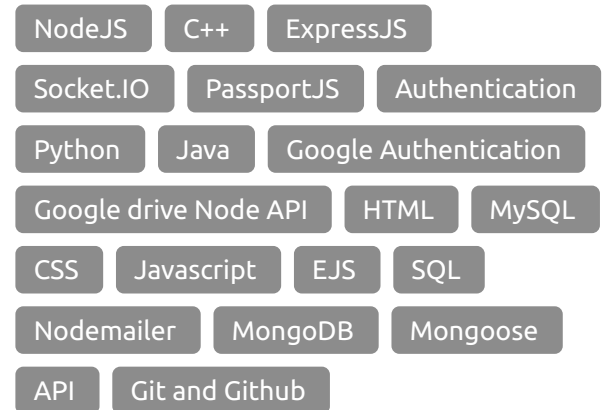 NodeJS C++ ExpressJS
Socket.IO PassportJS Authentication
Python Java Google Authentication
Google drive Node API HTML MySQL
CSS Javascript EJS SQL
Nodemailer MongoDB Mongoose
API Git and Github